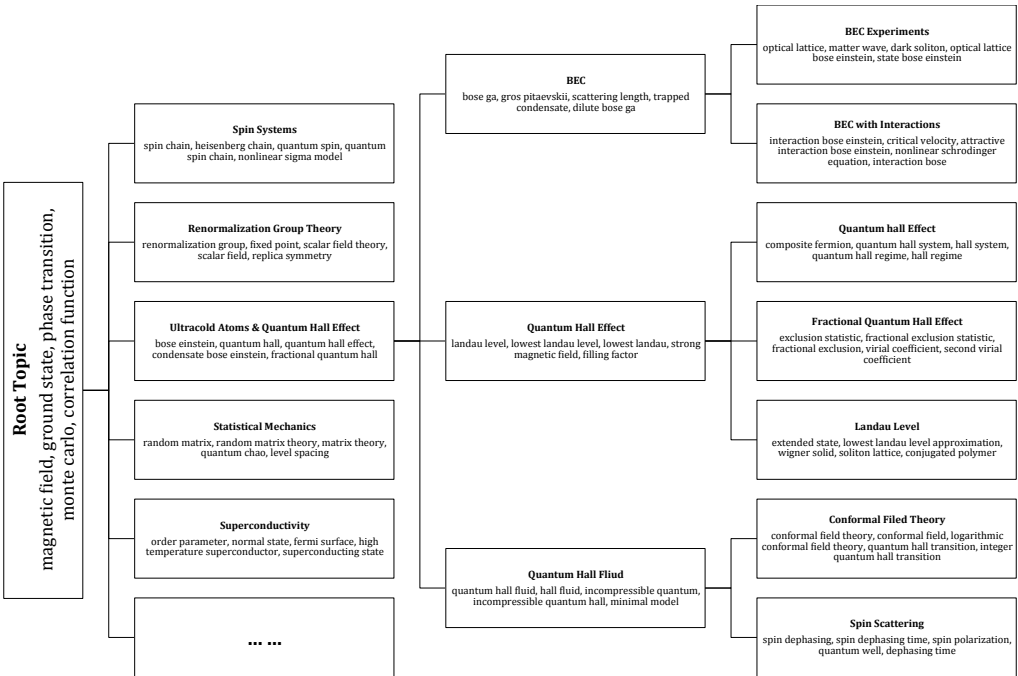 Root Topic
magnetic field, ground state, phase transition,
monte carlo, correlation function
Spin Systems
spin chain, heisenberg chain, quantum spin, quantum
spin chain, nonlinear sigma model
Renormalization Group Theory
renormalization group, fixed point, scalar field theory,
scalar field, replica symmetry
Ultracold Atoms & Quantum Hall Effect
bose einstein, quantum hall, quantum hall effect,
condensate bose einstein, fractional quantum hall
Statistical Mechanics
random matrix, random matrix theory, matrix theory,
quantum chao, level spacing
Superconductivity
order parameter, normal state, fermi surface, high
temperature superconductor, superconducting state
... ...
BEC
bose ga, gros pitaevskii, scattering length, trapped
condensate, dilute bose ga
Quantum Hall Effect
landau level, lowest landau level, lowest landau, strong
magnetic field, filling factor
Quantum Hall Fliud
quantum hall fluid, hall fluid, incompressible quantum,
incompressible quantum hall, minimal model
BEC Experiments
optical lattice, matter wave, dark soliton, optical lattice
bose einstein, state bose einstein
BEC with Interactions
interaction bose einstein, critical velocity, attractive
interaction bose einstein, nonlinear schrodinger
equation, interaction bose
Quantum hall Effect
composite fermion, quantum hall system, hall system,
quantum hall regime, hall regime
Fractional Quantum Hall Effect
exclusion statistic, fractional exclusion statistic,
fractional exclusion, virial coefficient, second virial
coefficient
Landau Level
extended state, lowest landau level approximation,
wigner solid, soliton lattice, conjugated polymer
Conformal Filed Theory
conformal field theory, conformal field, logarithmic
conformal field theory, quantum hall transition, integer
quantum hall transition
Spin Scattering
spin dephasing, spin dephasing time, spin polarization,
quantum well, dephasing time